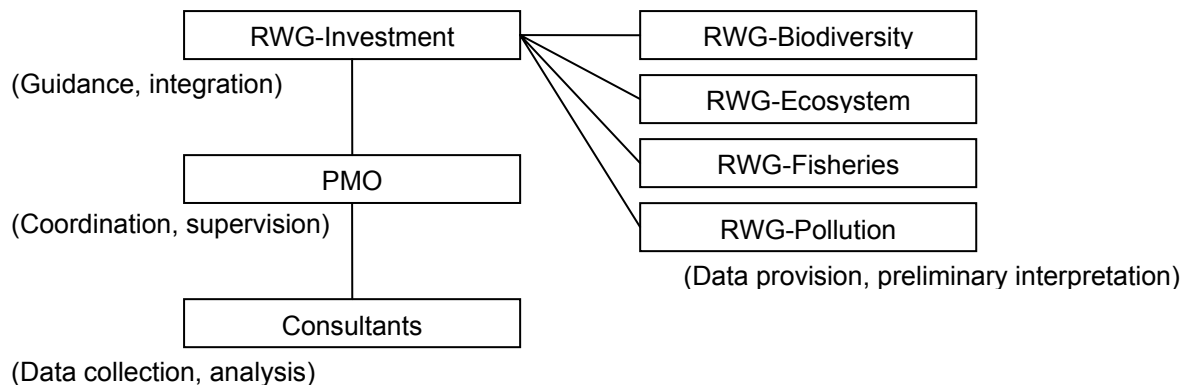 RWG-Investment
(Guidance, integration)
PMO
(Coordination, supervision)
Consultants
(Data collection, analysis)
RWG-Biodiversity
RWG-Ecosystem
RWG-Fisheries
RWG-Pollution
(Data provision, preliminary interpretation)